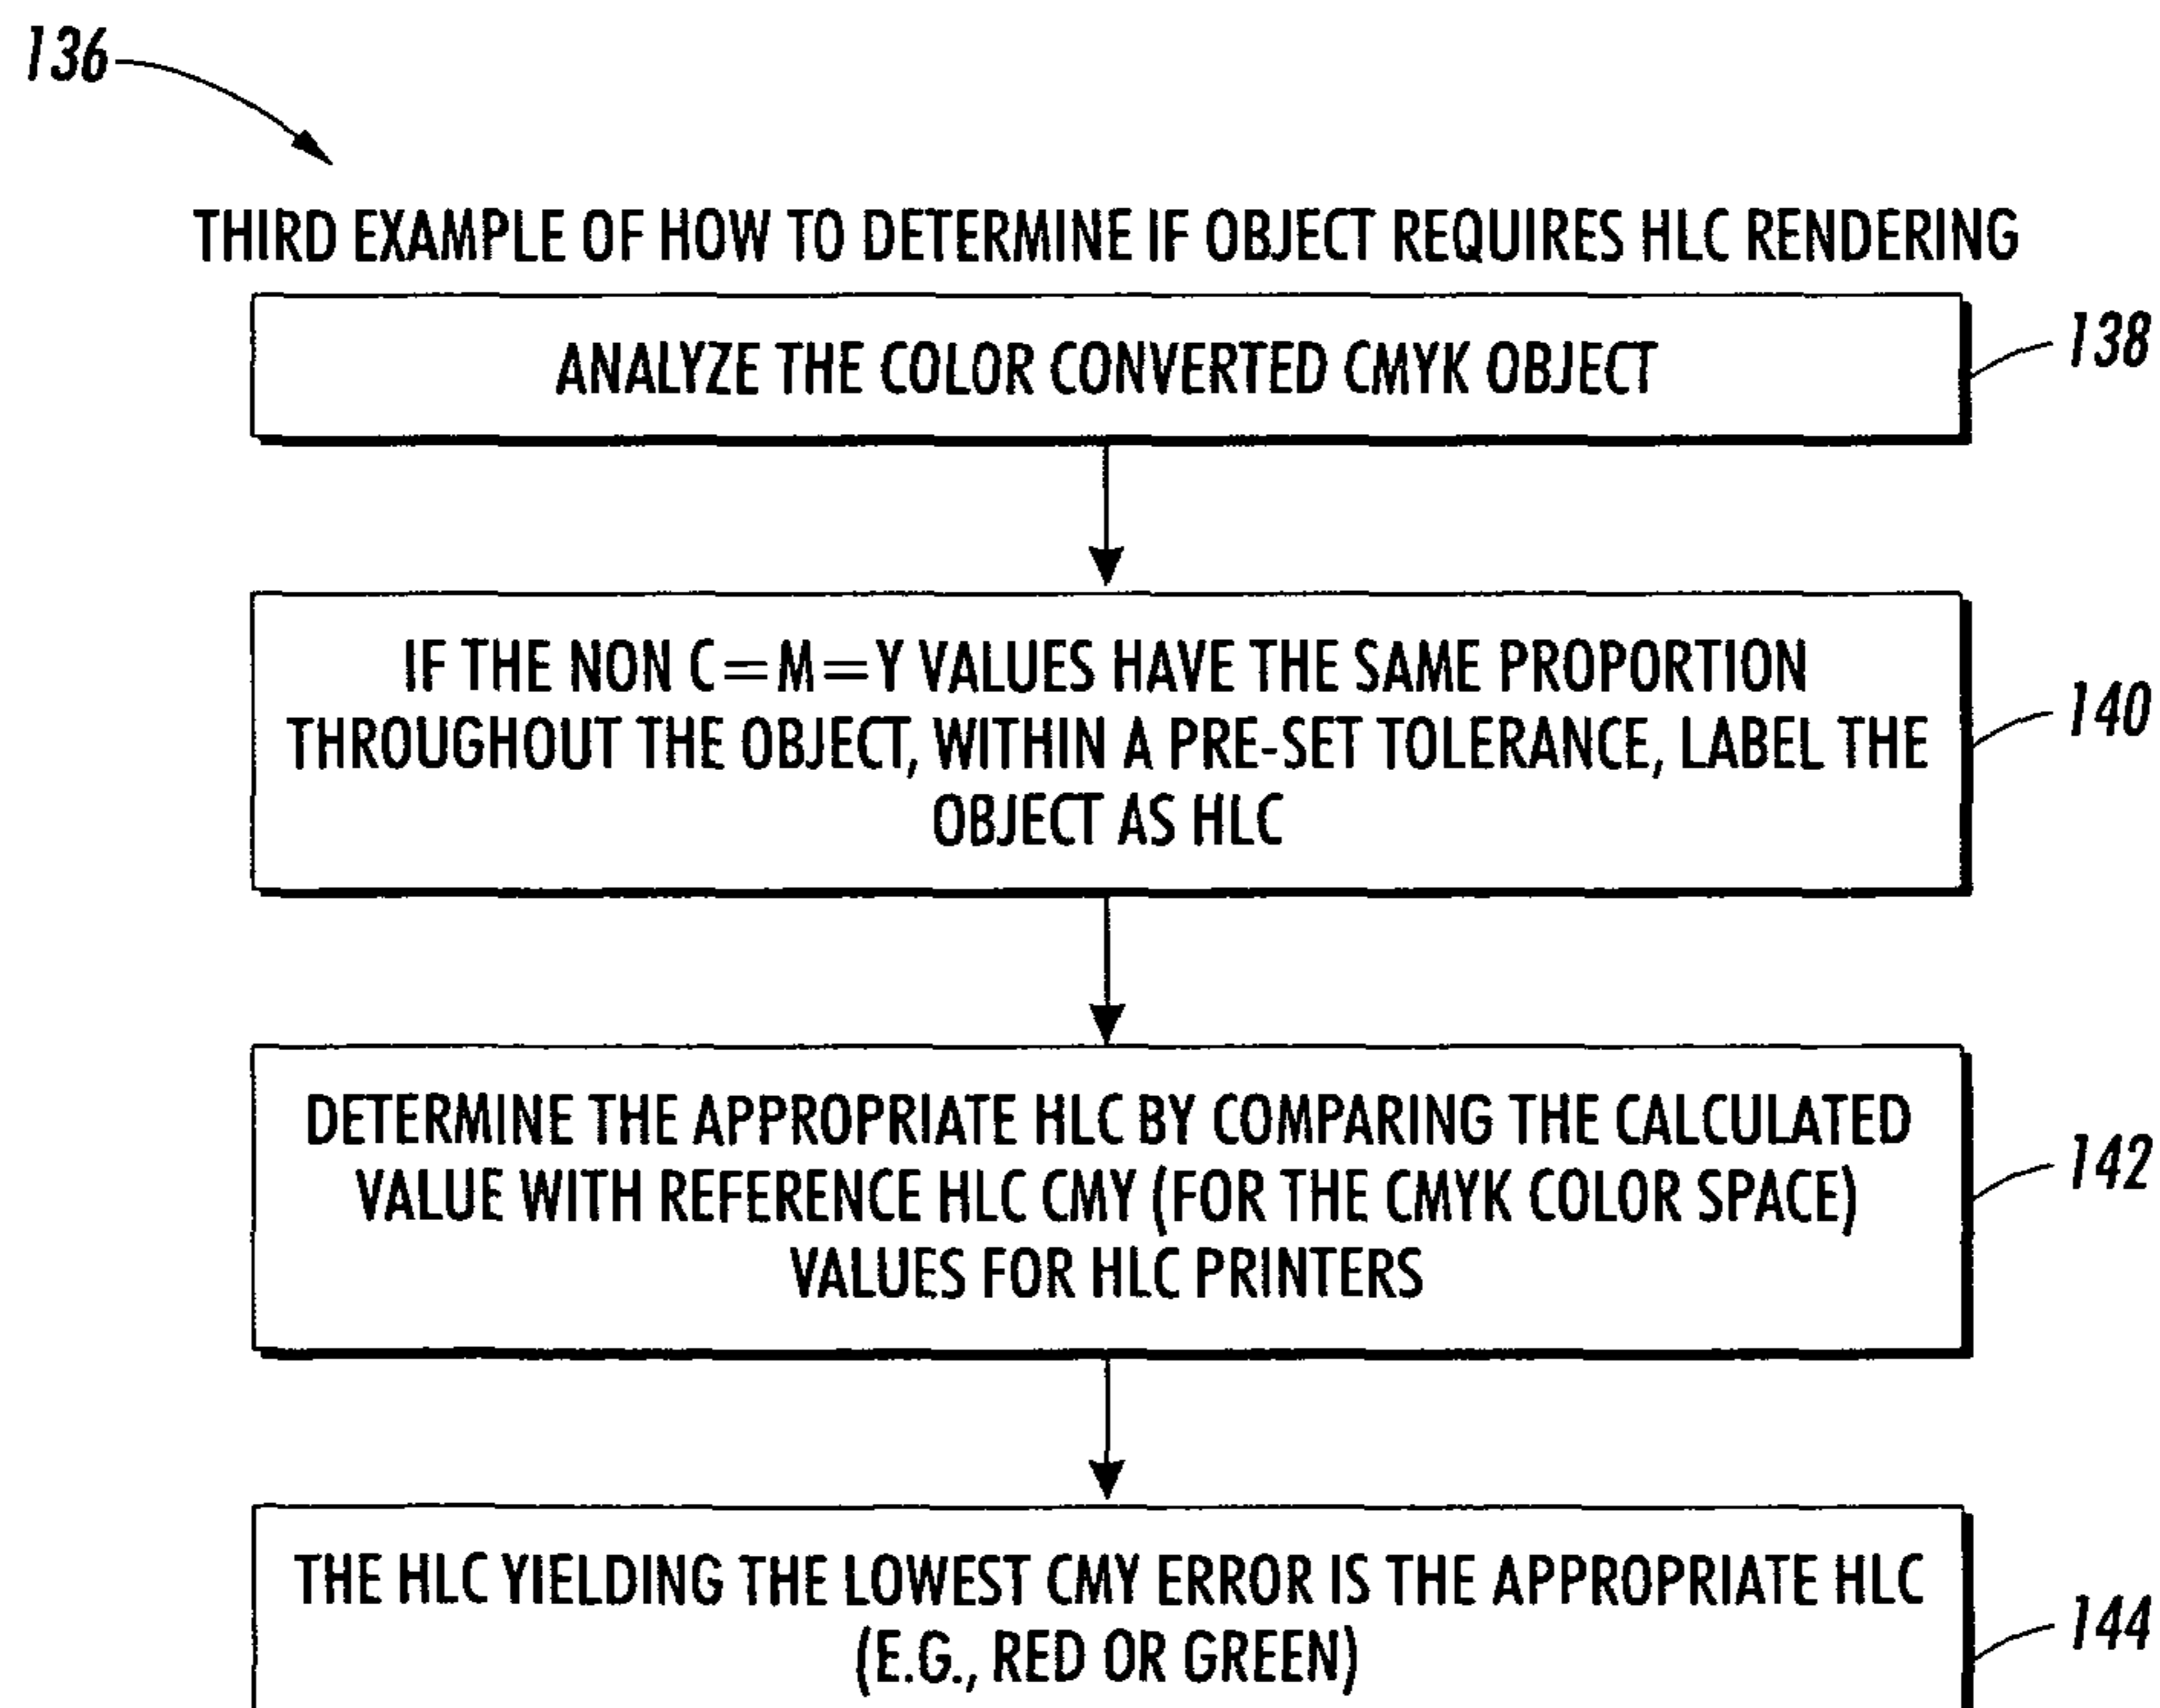 136
THIRD EXAMPLE OF HOW TO DETERMINE IF OBJECT REQUIRES HLC RENDERING
ANALYZE THE COLOR CONVERTED CMYK OBJECT
138
IF THE NON C=M=Y VALUES HAVE THE SAME PROPORTION
THROUGHOUT THE OBJECT, WITHIN A PRE-SET TOLERANCE, LABEL THE
OBJECT AS HLC
140
DETERMINE THE APPROPRIATE HLC BY COMPARING THE CALCULATED
VALUE WITH REFERENCE HLC CMY (FOR THE CMYK COLOR SPACE)
VALUES FOR HLC PRINTERS
142
THE HLC YIELDING THE LOWEST CMY ERROR IS THE APPROPRIATE HLC
(E.G., RED OR GREEN)
144